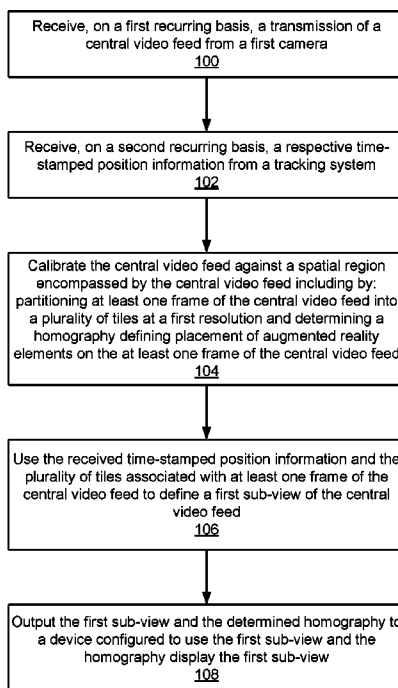 Receive, on a first recurring basis, a transmission of a
central video feed from a first camera
100
Receive, on a second recurring basis, a respective time-
stamped position information from a tracking system
102
Calibrate the central video feed against a spatial region
encompassed by the central video feed including by:
partitioning at least one frame of the central video feed into
a plurality of tiles at a first resolution and determining a
homography defining placement of augmented reality
elements on the at least one frame of the central video feed
104
Use the received time-stamped position information and the
plurality of tiles associated with at least one frame of the
central video feed to define a first sub-view of the central
video feed
106
Output the first sub-view and the determined homography to
a device configured to use the first sub-view and the
homography display the first sub-view
108